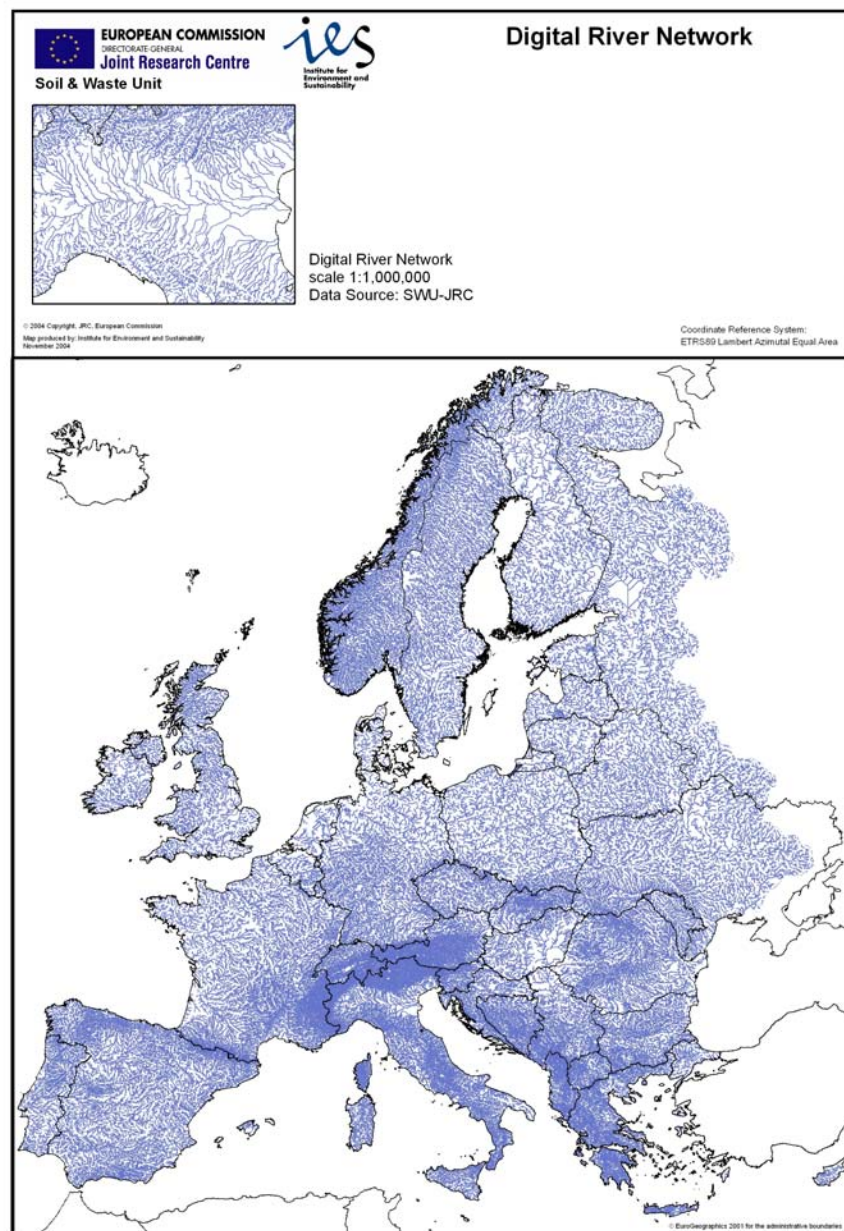 EUROPEAN COMMISSION
DIRECTORATE-GENERAL
Joint Research Centre
Soil & Waste Unit
ies
Institute for
Environment and
Sustainability
Digital River Network
Digital River Network
scale 1:1,000,000
Data Source: SWU-JRC
© 2004 Copyright, JRC, European Commission
Map produced by: Institute for Environment and Sustainability
November 2004
Coordinate Reference System:
ETRS89 Lambert Azimutal Equal Area
© EuroGeographics 2001 for the administrative boundaries